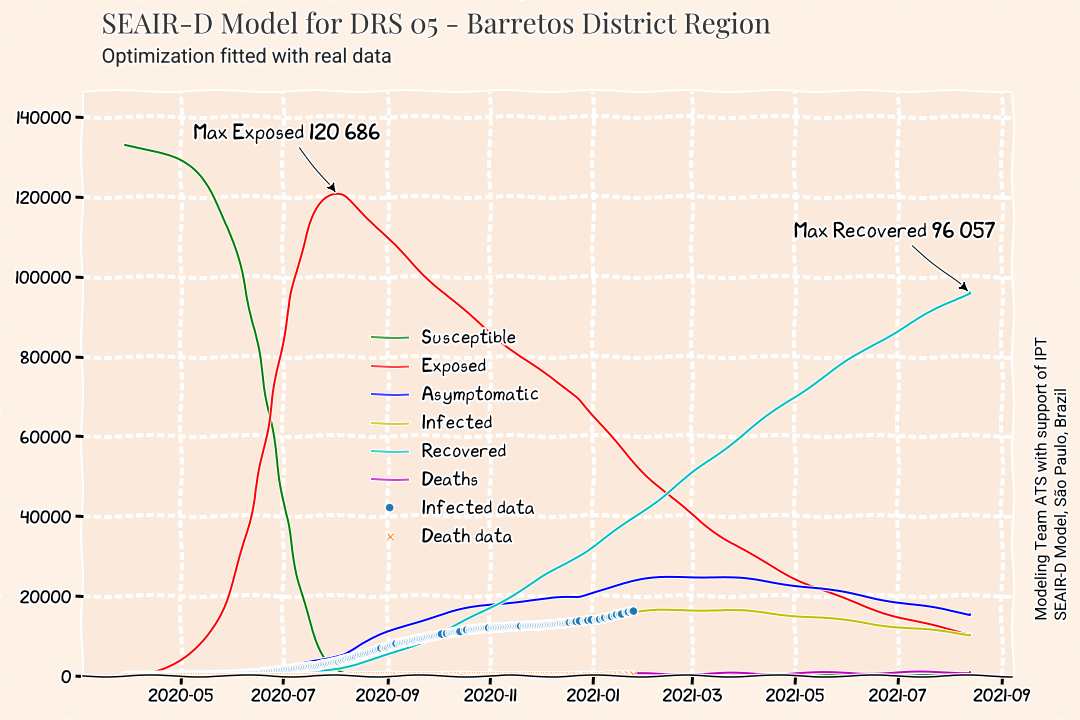 SEAIR-D Model for DRS 05 - Barretos District Region
Optimization fitted with real data
140000
120000
100000
80000
60000
40000
20000
0
Max Exposed 120 686
Max Recovered 96 057
Susceptible
Exposed
Asymptomatic
Infected
Recovered
Deaths
Infected data
Death data
2020-05
2020-07
2020-09
2020-11
2021-01
2021-03
2021-05
2021-07
2021-09
Modeling Team ATS with support of IPT
SEAIR-D Model, São Paulo, Brazil